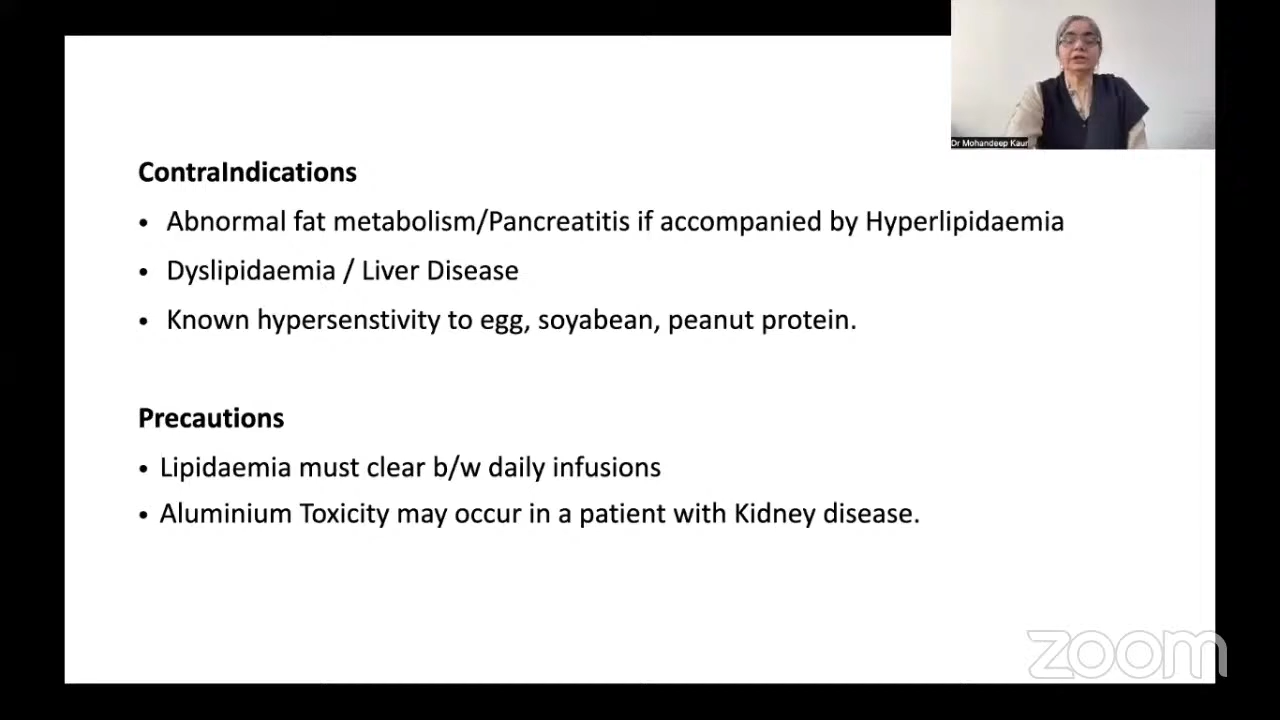 Dr Mohandeep Kaur
ContraIndications
• Abnormal fat metabolism/Pancreatitis if accompanied by Hyperlipidaemia
• Dyslipidaemia / Liver Disease
• Known hypersenstivity to egg, soyabean, peanut protein.
Precautions
• Lipidaemia must clear b/w daily infusions
• Aluminium Toxicity may occur in a patient with Kidney disease.
zoom